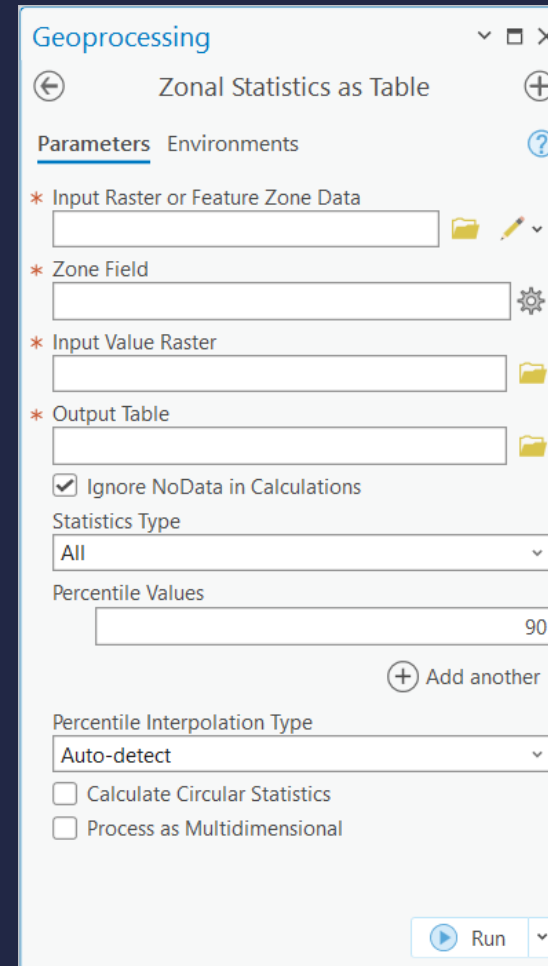 Geoprocessing
Zonal Statistics as Table
Parameters Environments
* Input Raster or Feature Zone Data
* Zone Field
* Input Value Raster
* Output Table
Ignore NoData in Calculations
Statistics Type
All
Percentile Values
90
Add another
Percentile Interpolation Type
Auto-detect
Calculate Circular Statistics
Process as Multidimensional
Run